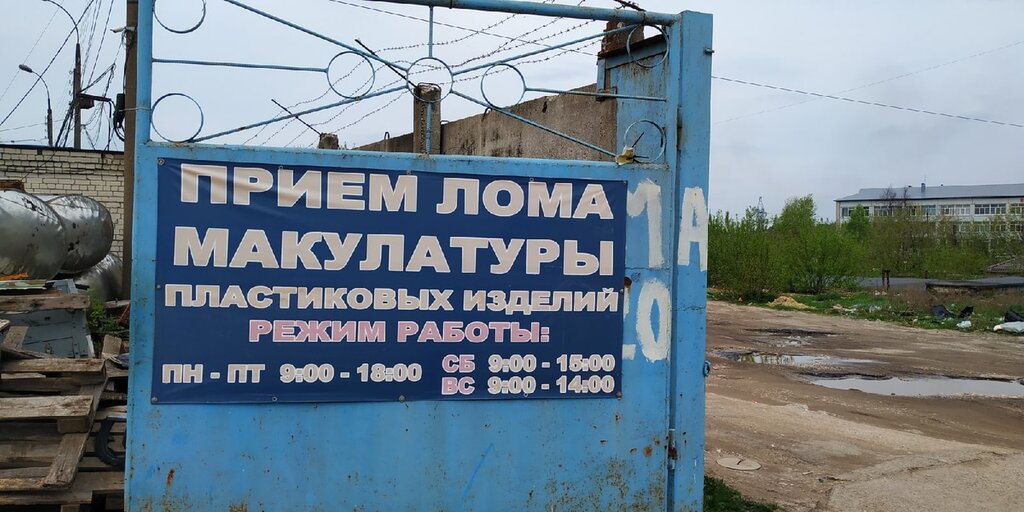 ПРИЕМ ЛОМА
МАКУЛАТУРЫ
ПЛАСТИКОВЫХ ИЗДЕЛИЙ
РЕЖИМ РАБОТЫ:
ПН - ПТ 9:00 - 18:00
СБ 9:00 - 15:00
ВС 9:00 - 14:00